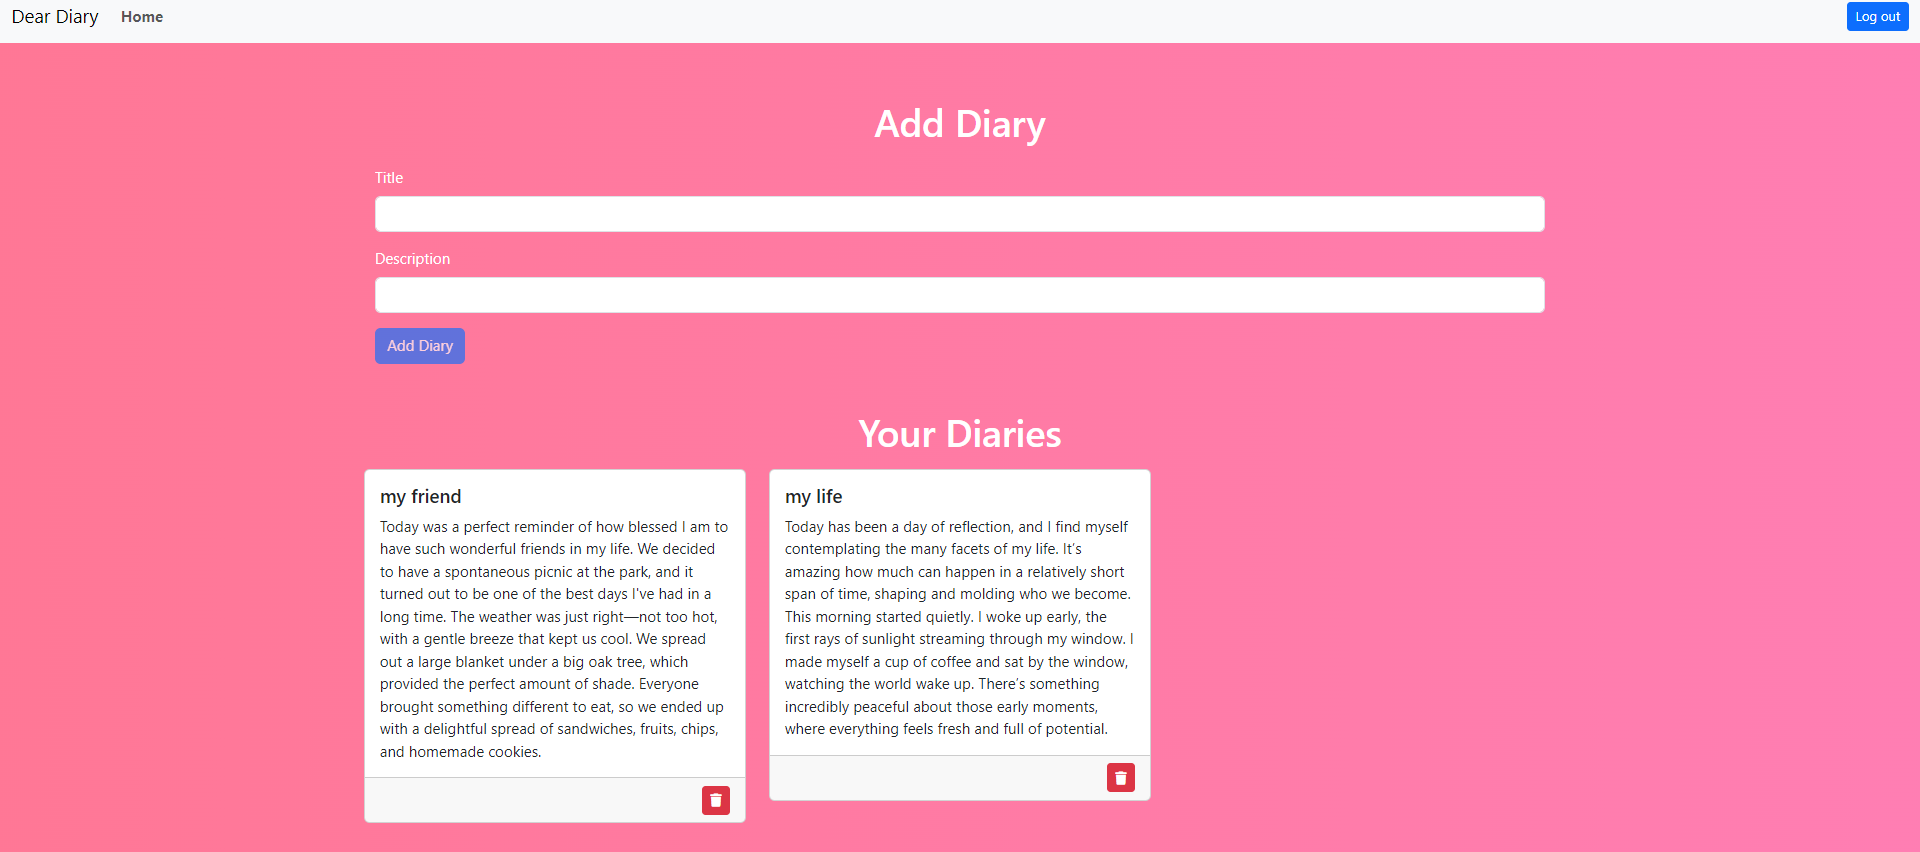 Dear Diary Home Log out
Add Diary
Title
Description
Add Diary
Your Diaries
my friend
Today was a perfect reminder of how blessed I am to
have such wonderful friends in my life. We decided
to have a spontaneous picnic at the park, and it
turned out to be one of the best days I've had in a
long time. The weather was just right—not too hot,
with a gentle breeze that kept us cool. We spread
out a large blanket under a big oak tree, which
provided the perfect amount of shade. Everyone
brought something different to eat, so we ended up
with a delightful spread of sandwiches, fruits, chips,
and homemade cookies.
my life
Today has been a day of reflection, and I find myself
contemplating the many facets of my life. It’s
amazing how much can happen in a relatively short
span of time, shaping and molding who we become.
This morning started quietly. I woke up early, the
first rays of sunlight streaming through my window. I
made myself a cup of coffee and sat by the window,
watching the world wake up. There’s something
incredibly peaceful about those early moments,
where everything feels fresh and full of potential.